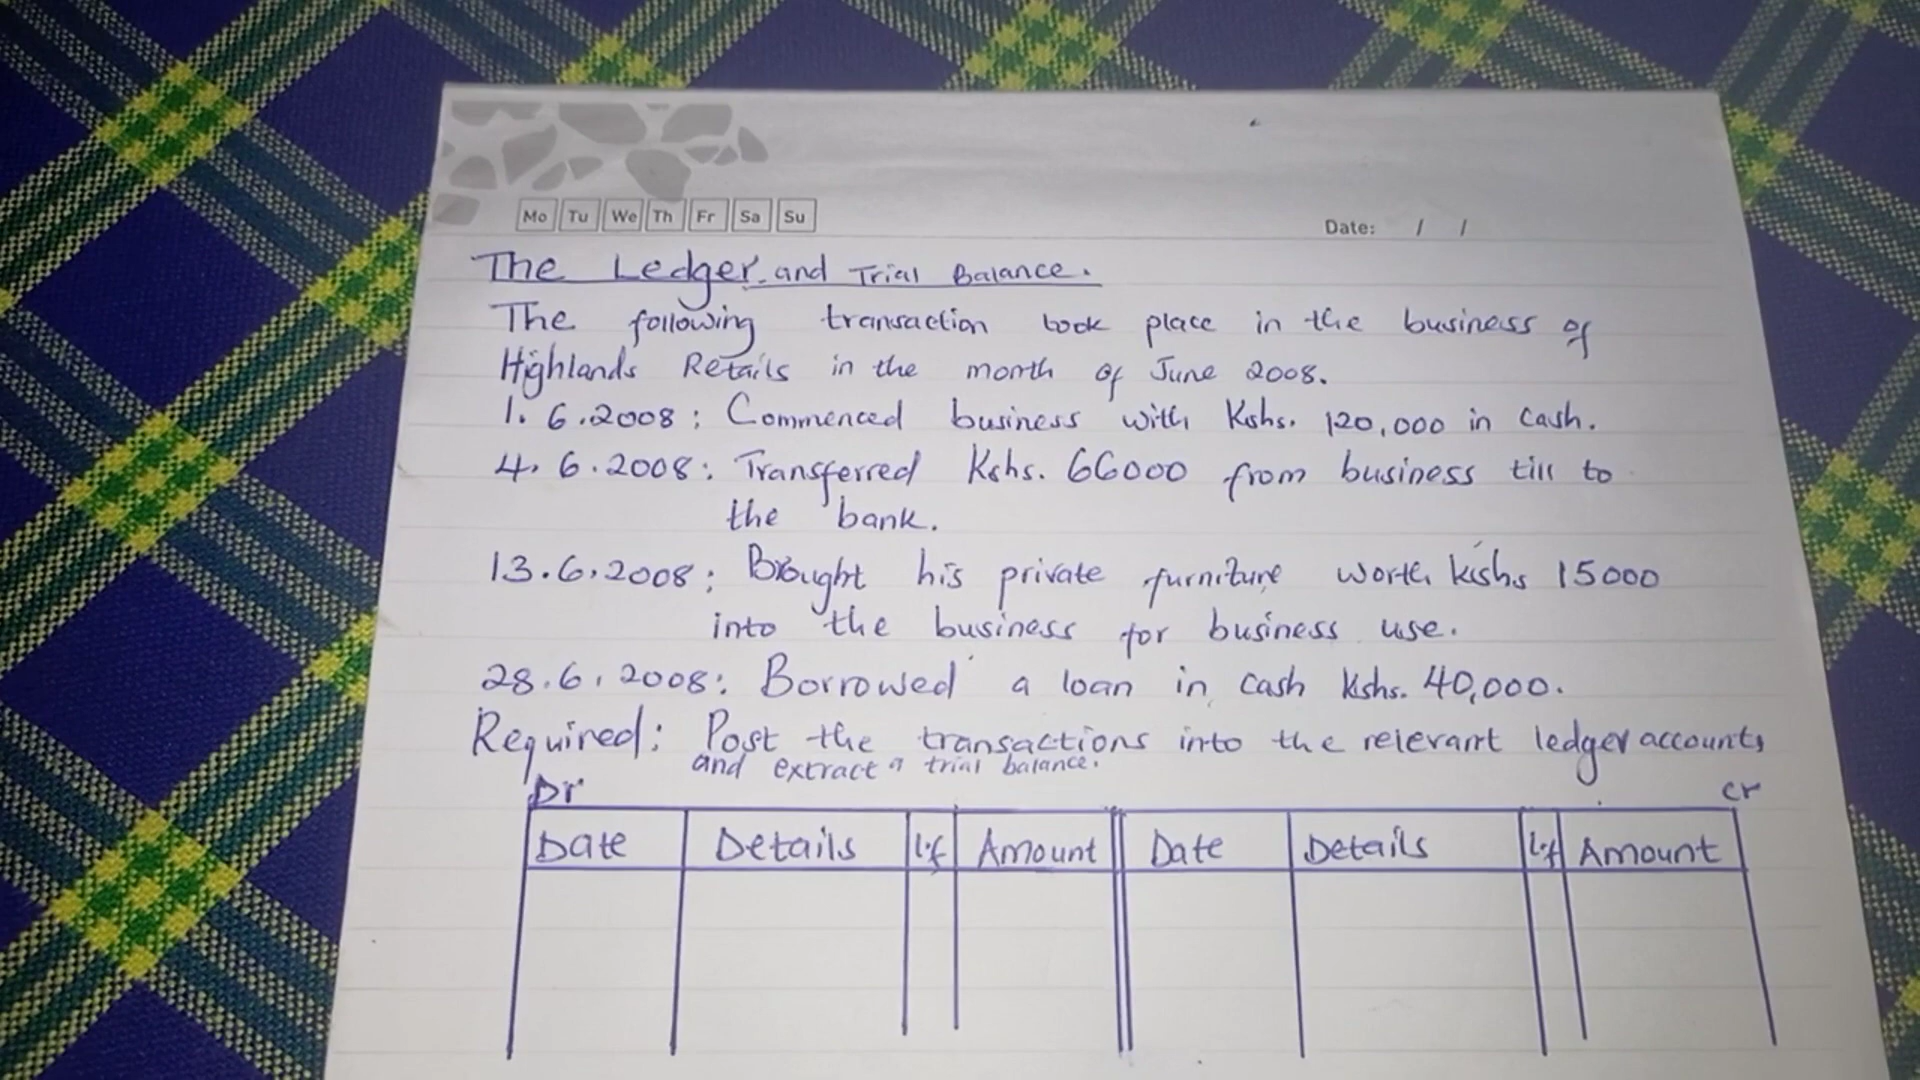 Mo Tu We Th Fr Sa Su
Date: / /
The Ledger and Trial Balance.
The following transaction took place in the business of
Highlands Retails in the month of June 2008.
1. 6.2008: Commenced business with Kshs. 120,000 in cash.
4. 6.2008: Transferred Kshs. 66000 from business till to
the bank.
13.6.2008: Brought his private furniture worth kshs 15000
into the business for business use.
28.6.2008: Borrowed a loan in cash kshs. 40,000.
Required: Post the transactions into the relevant ledger accounts
and extract a trial balance.
Dr cr
Date Details l.f Amount Date Details l.f Amount